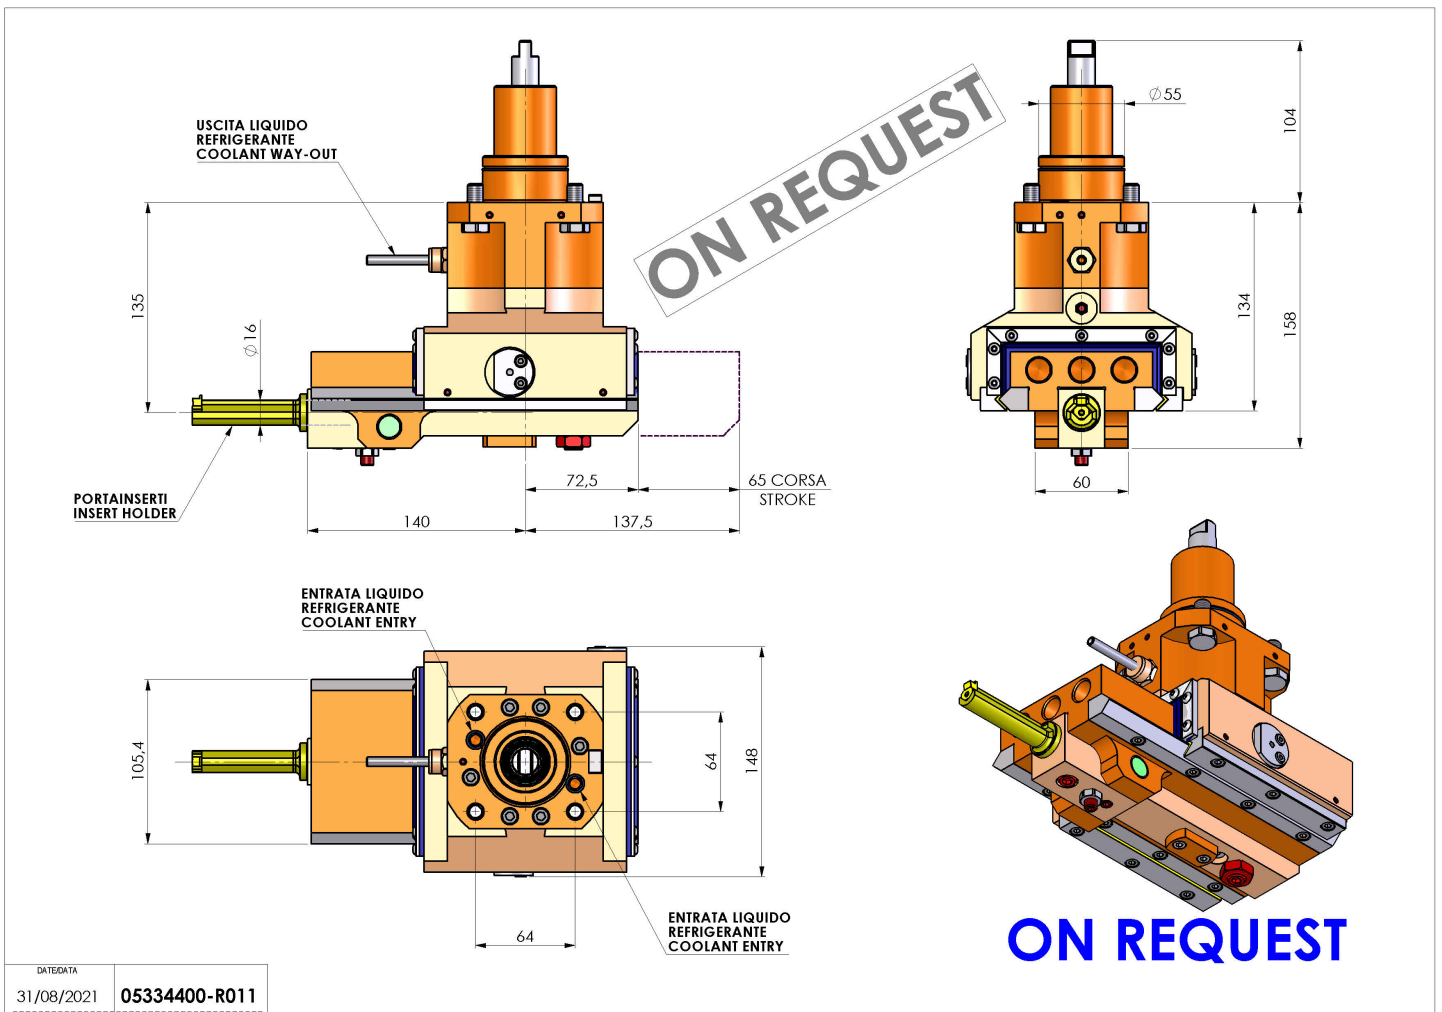 USCITA LIQUIDO
REFRIGERANTE
COOLANT WAY-OUT
ON REQUEST
Ø 55
104
135
Ø 16
134
158
PORTAINSERTI
INSERT HOLDER
72,5
65 CORSA
STROKE
60
140
137,5
ENTRATA LIQUIDO
REFRIGERANTE
COOLANT ENTRY
105,4
64
148
64
ENTRATA LIQUIDO
REFRIGERANTE
COOLANT ENTRY
ON REQUEST
DATE/DATA
31/08/2021
05334400-R011